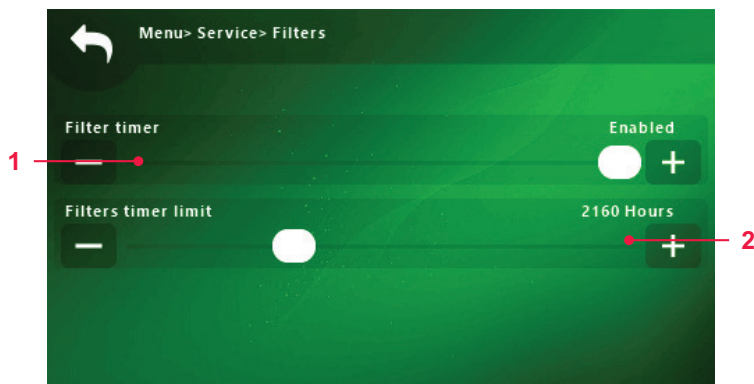 Menu> Service> Filters
Filter timer
Enabled
1
Filters timer limit
2160 Hours
2